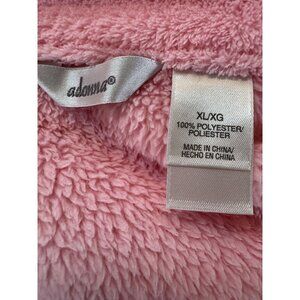 adonna®
XL/XG
100% POLYESTER/
POLIESTER
MADE IN CHINA/
HECHO EN CHINA